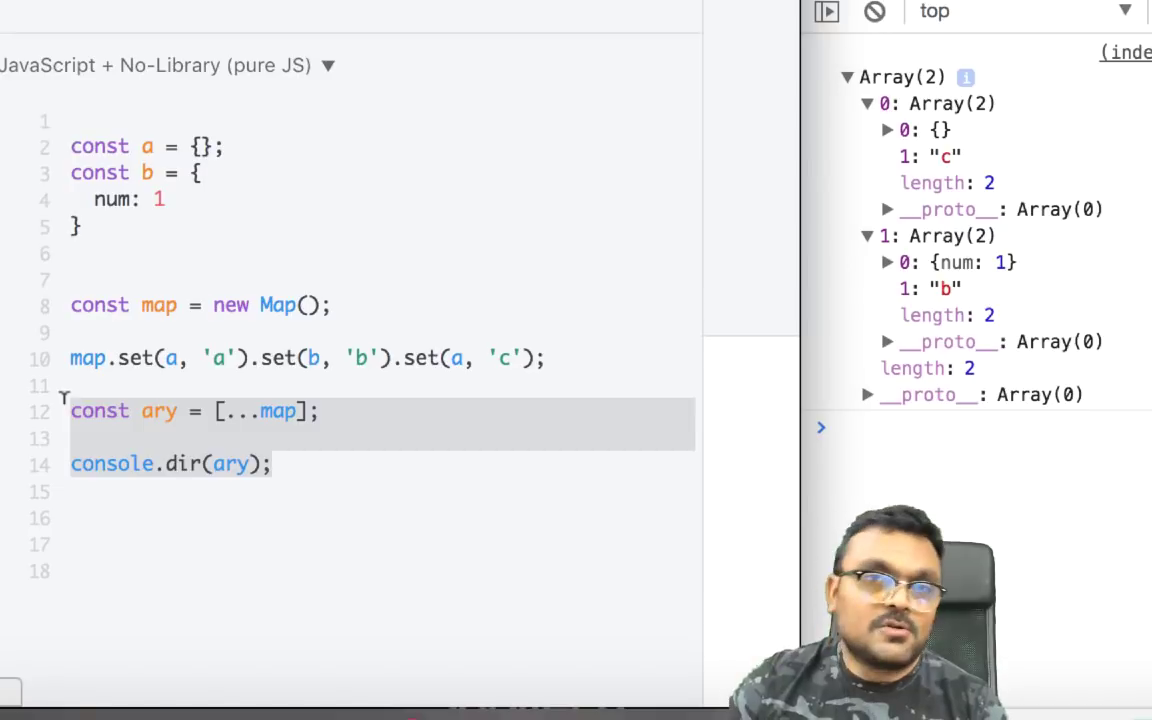 top
JavaScript + No-Library (pure JS) ▼
(inde
1
2 const a = {};
3 const b = {
4 num: 1
5 }
6
7
8 const map = new Map();
9
10 map.set(a, 'a').set(b, 'b').set(a, 'c');
11
12 const ary = [...map];
13
14 console.dir(ary);
15
16
17
18
▼ Array(2) i
▼ 0: Array(2)
▶ 0: {}
1: "c"
length: 2
▶ __proto__: Array(0)
▼ 1: Array(2)
▶ 0: {num: 1}
1: "b"
length: 2
▶ __proto__: Array(0)
length: 2
▶ __proto__: Array(0)